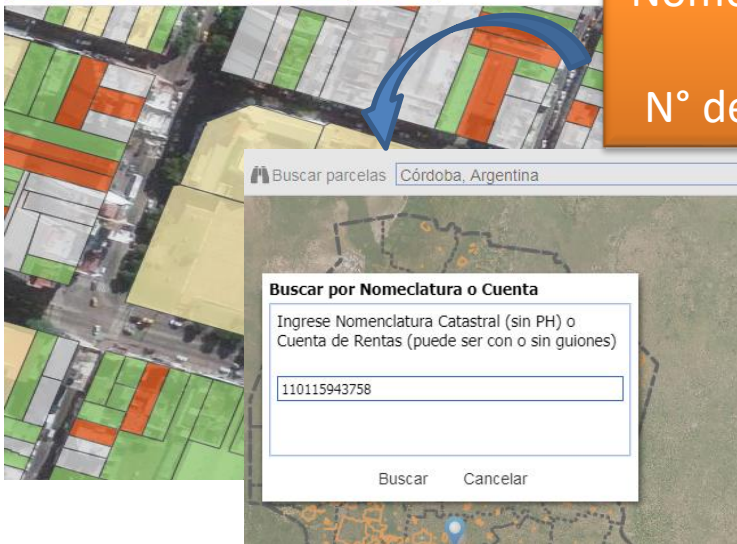 N° de
Buscar parcelas Córdoba, Argentina
Buscar por Nomeclatura o Cuenta
Ingrese Nomenclatura Catastral (sin PH) o
Cuenta de Rentas (puede ser con o sin guiones)
110115943758
Buscar Cancelar